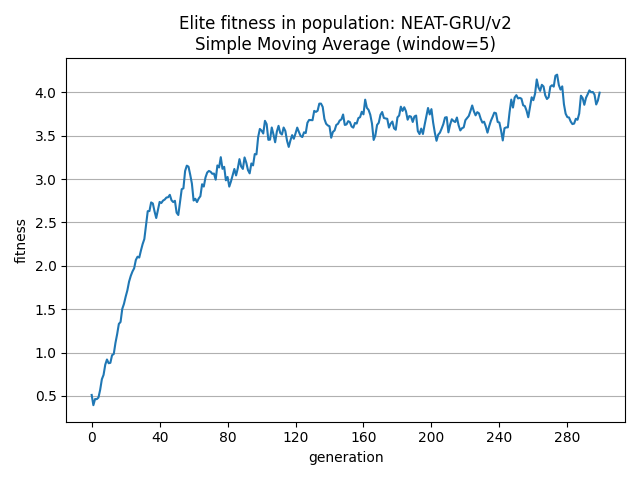 Elite fitness in population: NEAT-GRU/v2
Simple Moving Average (window=5)
fitness
4.0
3.5
3.0
2.5
2.0
1.5
1.0
0.5
0 40 80 120 160 200 240 280
generation